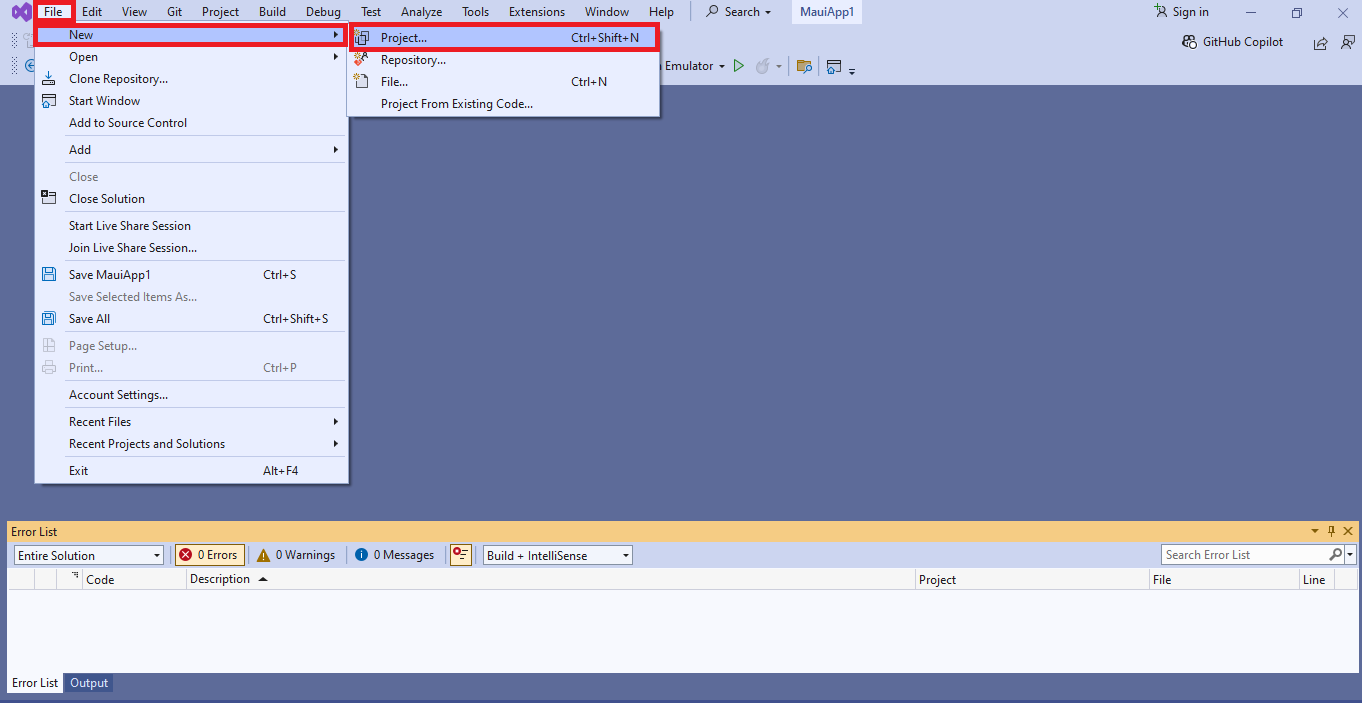 File Edit View Git Project Build Debug Test Analyze Tools Extensions Window Help Search MauiApp1 Sign in
New
Project... Ctrl+Shift+N
GitHub Copilot
Open
Repository...
Emulator
Clone Repository...
File... Ctrl+N
Start Window
Project From Existing Code...
Add to Source Control
Add
Close
Close Solution
Start Live Share Session
Join Live Share Session...
Save MauiApp1 Ctrl+S
Save Selected Items As...
Save All Ctrl+Shift+S
Page Setup...
Print... Ctrl+P
Account Settings...
Recent Files
Recent Projects and Solutions
Exit Alt+F4
Error List
Entire Solution 0 Errors 0 Warnings 0 Messages Build + IntelliSense Search Error List
Code Description Project File Line
Error List Output